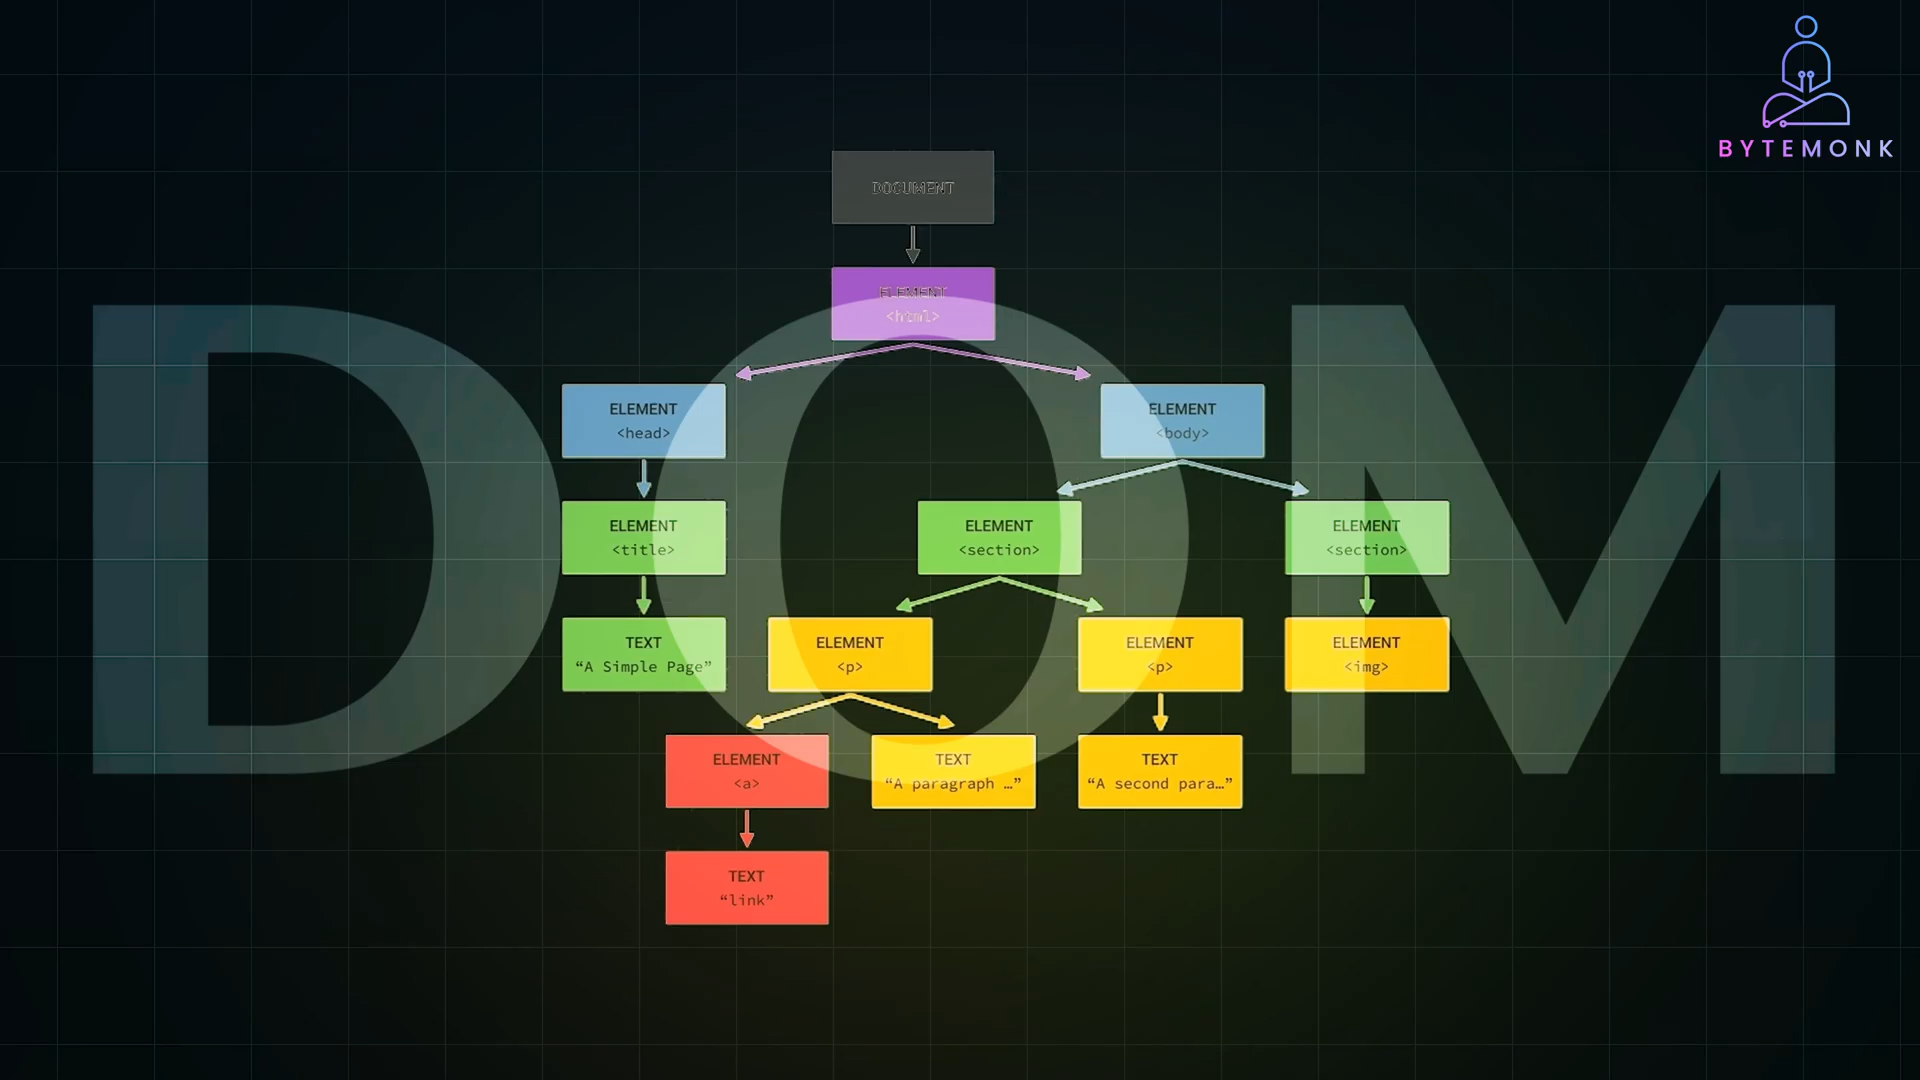 BYTEMONK
DOM
DOCUMENT
ELEMENT
<html>
ELEMENT
<head>
ELEMENT
<body>
ELEMENT
<title>
ELEMENT
<section>
ELEMENT
<section>
TEXT
“A Simple Page”
ELEMENT
<p>
ELEMENT
<p>
ELEMENT
<img>
ELEMENT
<a>
TEXT
“A paragraph …”
TEXT
“A second para…”
TEXT
“link”